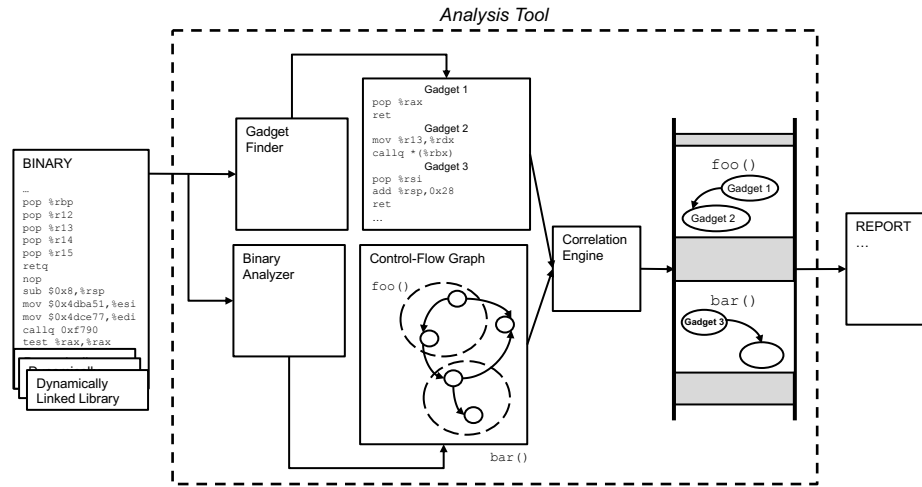 Analysis Tool
BINARY
…
pop %rbp
pop %r12
pop %r13
pop %r14
pop %r15
retq
nop
sub $0x8,%rsp
mov $0x4dba51,%esi
mov $0x4dce77,%edi
callq 0xf790
test %rax,%rax
Dynamically
Linked Library
Gadget
Finder
Binary
Analyzer
Gadget 1
pop %rax
ret
Gadget 2
mov %r13,%rdx
callq *(%rbx)
Gadget 3
pop %rsi
add %rsp,0x28
ret
…
Control-Flow Graph
foo()
bar()
Correlation
Engine
foo()
Gadget 1
Gadget 2
bar()
Gadget 3
REPORT
…